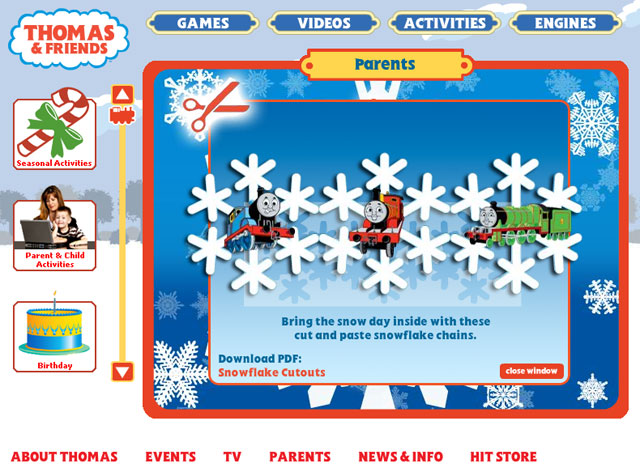 THOMAS
& FRIENDS
GAMES
VIDEOS
ACTIVITIES
ENGINES
Parents
Seasonal Activities
Parent & Child
Activities
Birthday
Bring the snow day inside with these
cut and paste snowflake chains.
Download PDF:
Snowflake Cutouts
close window
ABOUT THOMAS
EVENTS
TV
PARENTS
NEWS & INFO
HIT STORE